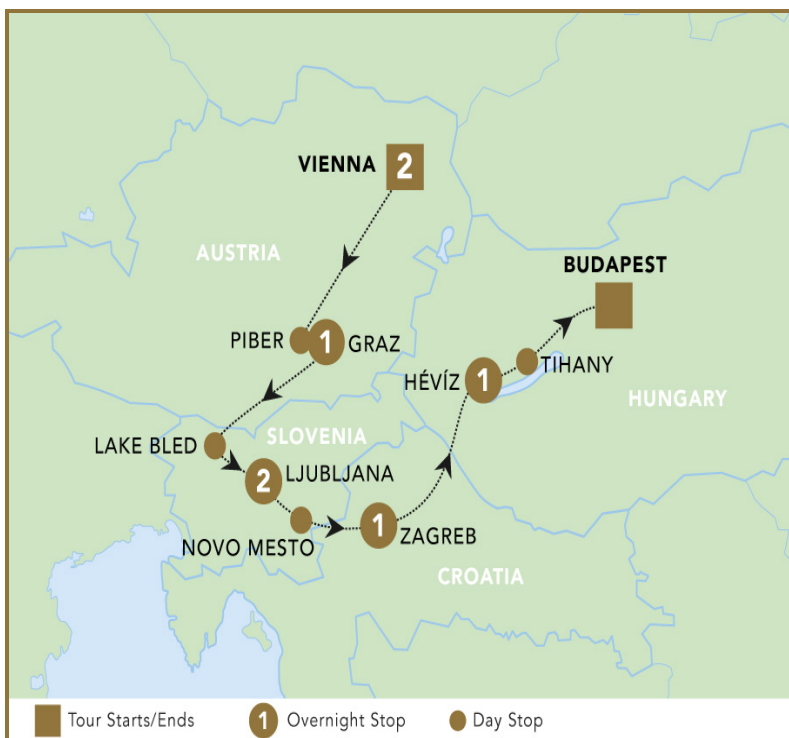 VIENNA 2
AUSTRIA
BUDAPEST
PIBER 1 GRAZ
HÉVÍZ 1 TIHANY
HUNGARY
LAKE BLED
SLOVENIA
2 LJUBLJANA
NOVO MESTO
1 ZAGREB
CROATIA
Tour Starts/Ends 1 Overnight Stop Day Stop